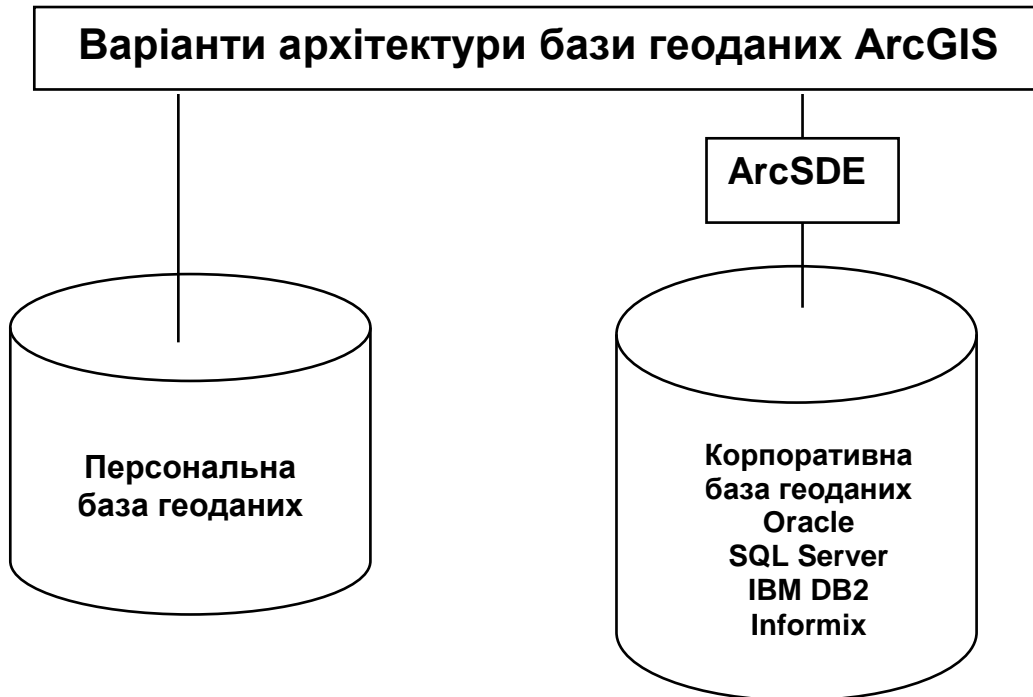 Варіанти архітектури бази геоданих ArcGIS
ArcSDE
Персональна
база геоданих
Корпоративна
база геоданих
Oracle
SQL Server
IBM DB2
Informix